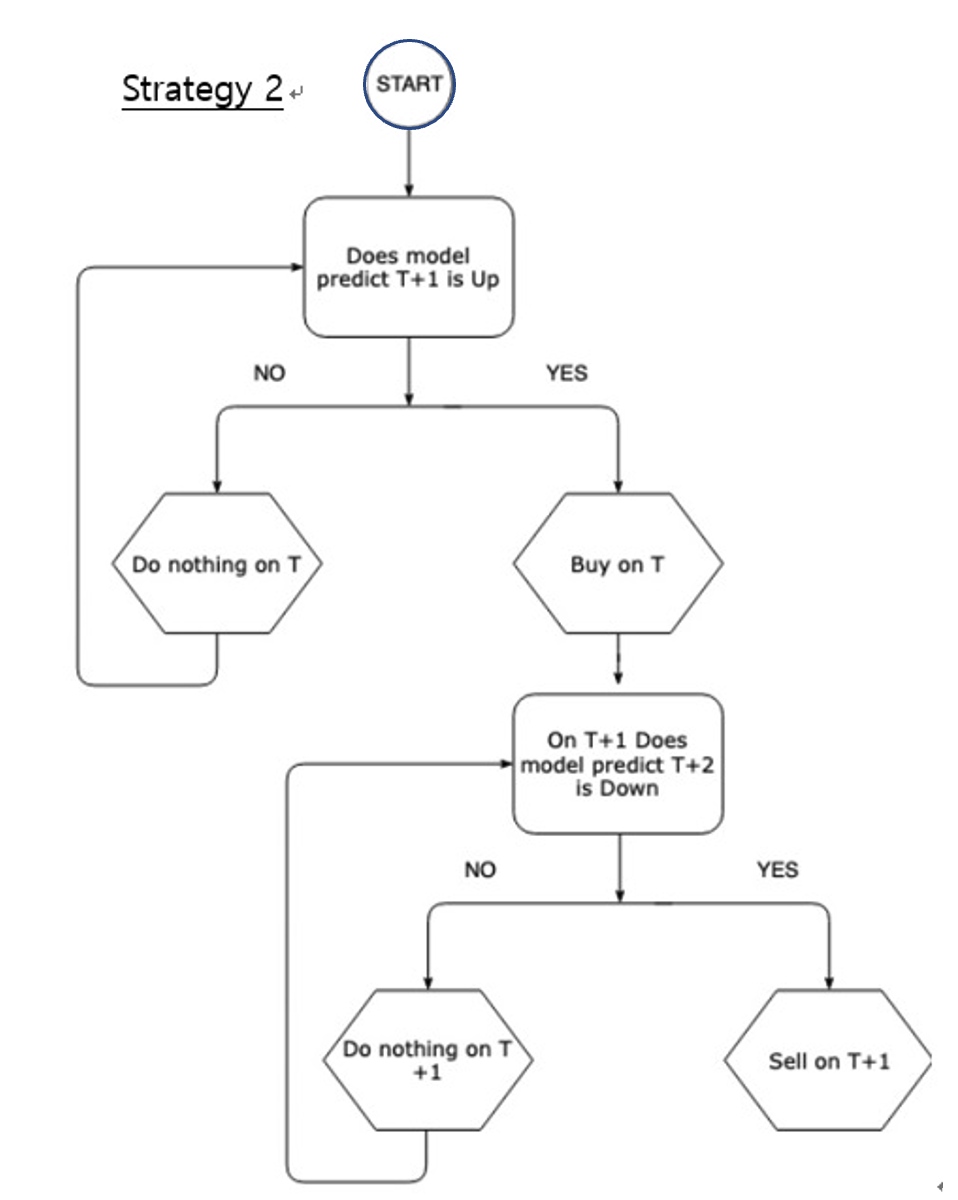 Strategy 2
START
Does model
predict T+1 is Up
NO
YES
Do nothing on T
Buy on T
On T+1 Does
model predict T+2
is Down
NO
YES
Do nothing on T
+1
Sell on T+1